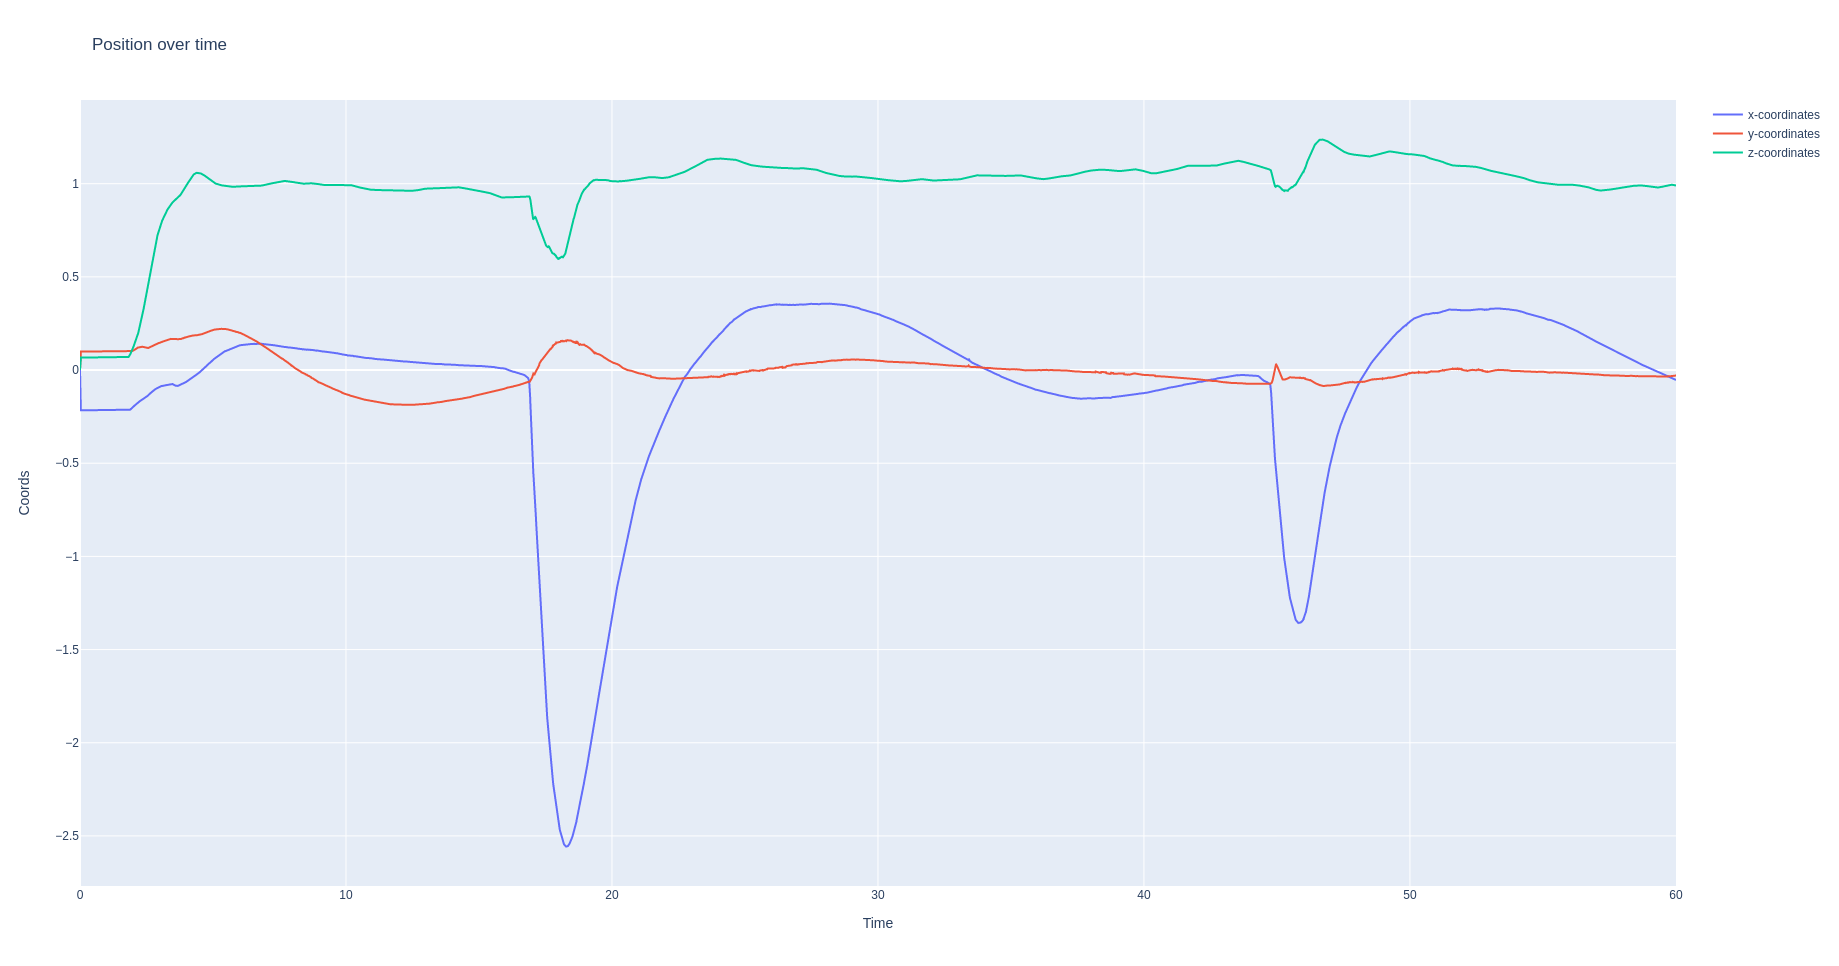 Position over time
x-coordinates
y-coordinates
z-coordinates
1
0.5
0
−0.5
−1
−1.5
−2
−2.5
Coords
0 10 20 30 40 50 60
Time